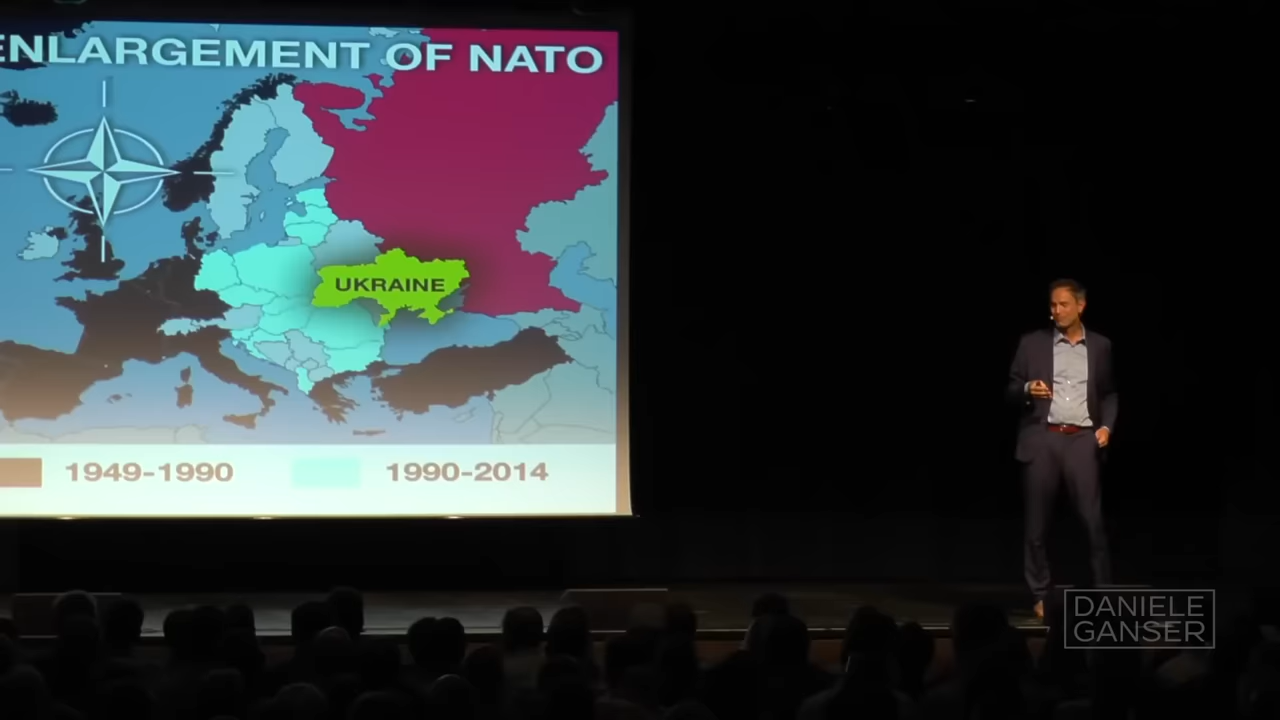 ENLARGEMENT OF NATO
UKRAINE
1949-1990
1990-2014
DANIELE
GANSER